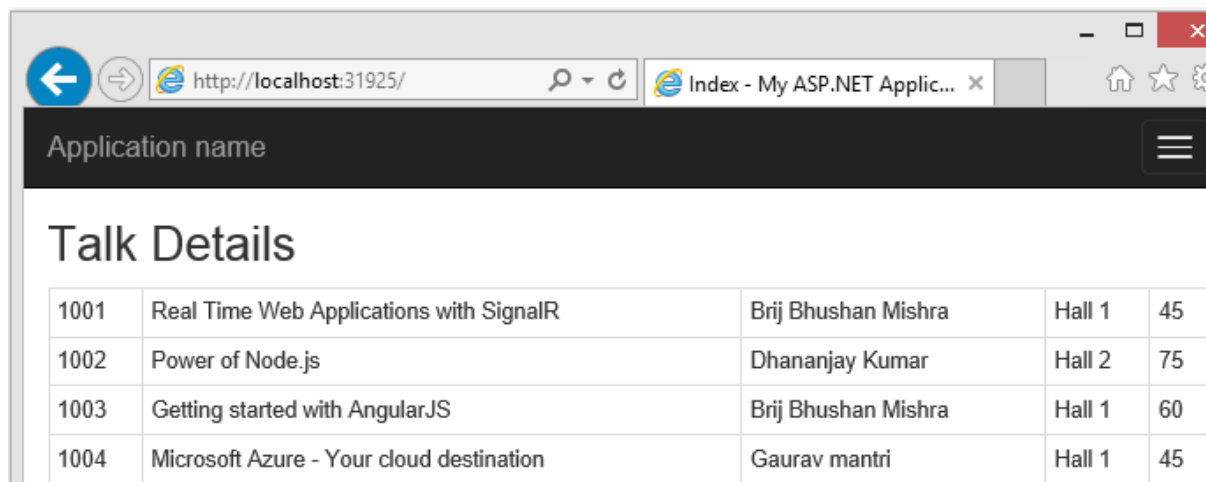 http://localhost:31925/
Index - My ASP.NET Applic...
Application name
Talk Details
1001 Real Time Web Applications with SignalR Brij Bhushan Mishra Hall 1 45
1002 Power of Node.js Dhananjay Kumar Hall 2 75
1003 Getting started with AngularJS Brij Bhushan Mishra Hall 1 60
1004 Microsoft Azure - Your cloud destination Gaurav mantri Hall 1 45